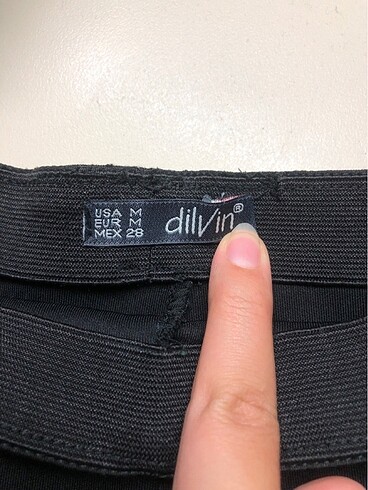 USA M
EUR M
MEX 28
dilvin®